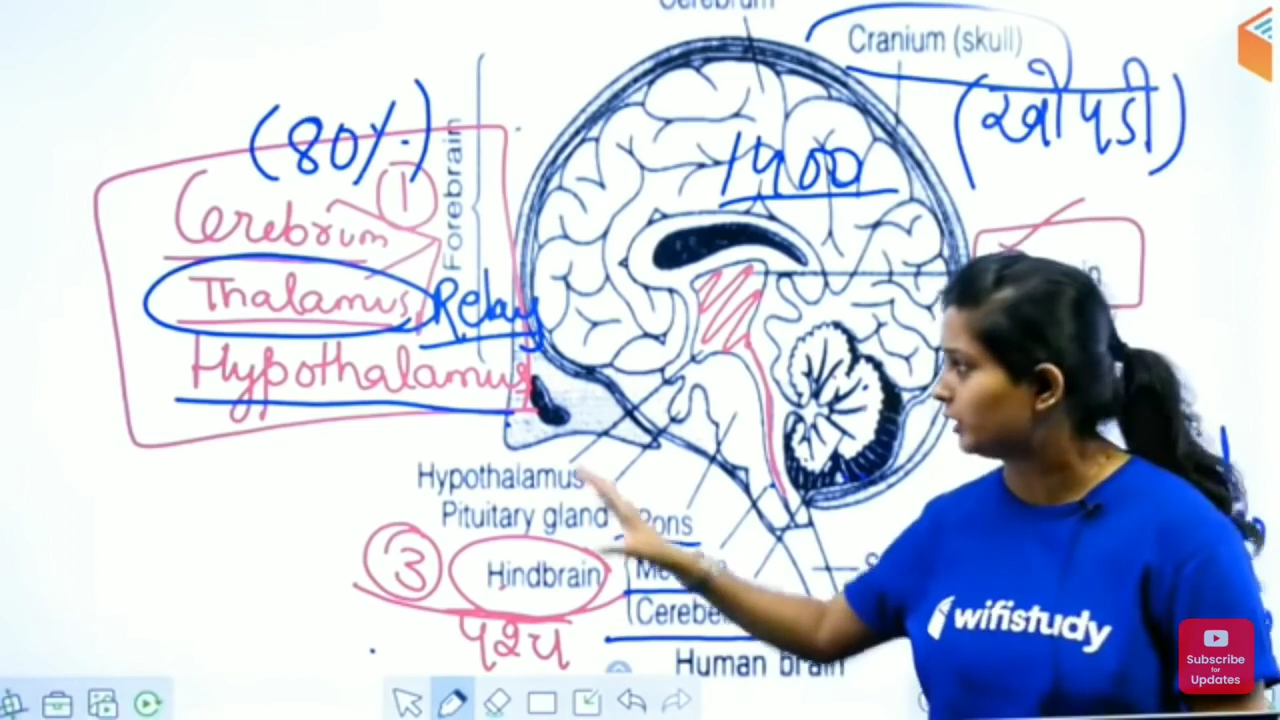 Cerebrum
Cranium (skull)
(खोपडी)
(80%)
1400
①
Forebrain
Cerebrum
Thalamus
Relay
Hypothalamus
Hypothalamus
Pituitary gland
Pons
③
Hindbrain
पश्च
Human brain
wifistudy
Subscribe
for
Updates